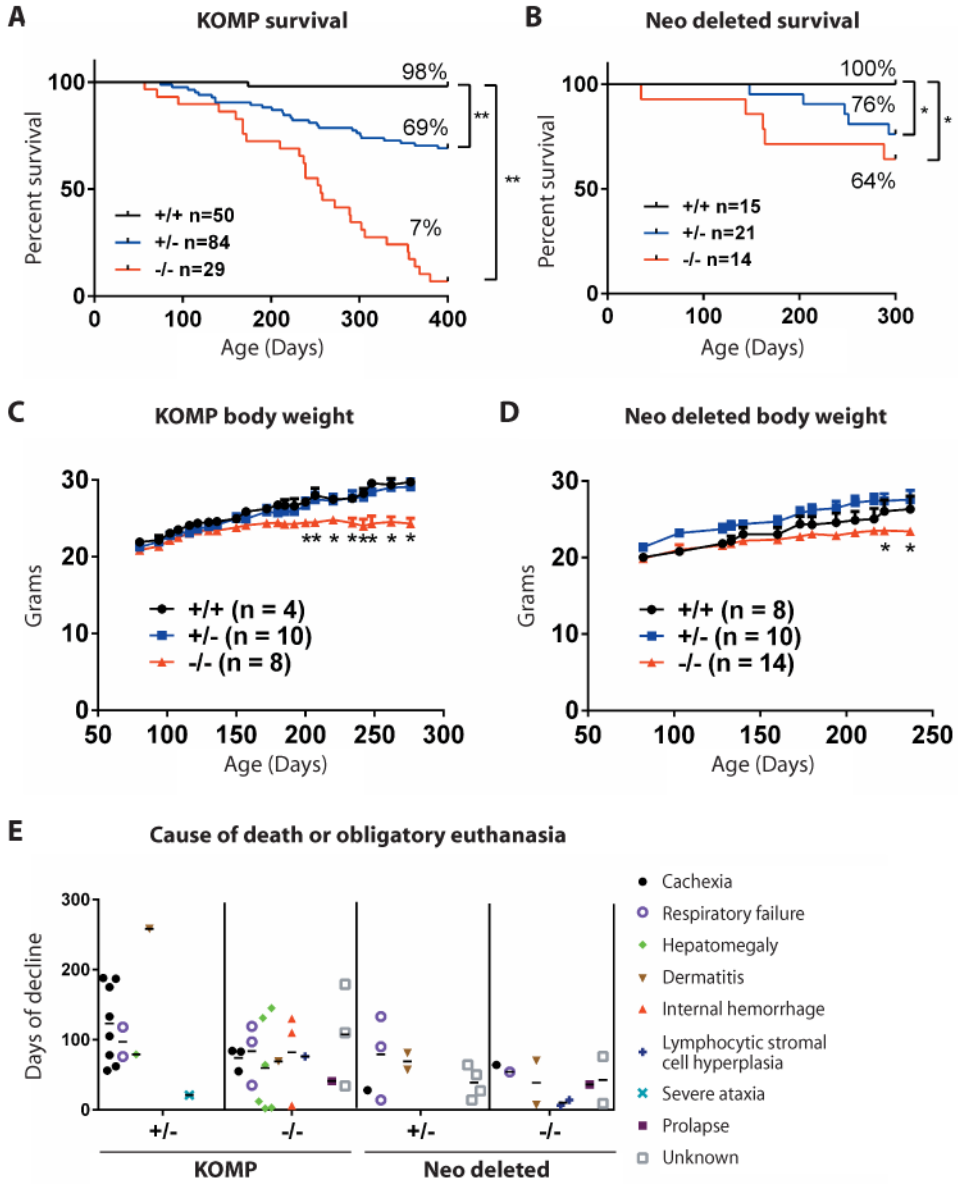 A
KOMP survival
Percent survival
100
50
0
98%
69%
7%
**
**
+/+ n=50
+/- n=84
-/- n=29
0
100
200
300
400
Age (Days)
B
Neo deleted survival
Percent survival
100
50
0
100%
76%
64%
*
*
+/+ n=15
+/- n=21
-/- n=14
0
100
200
300
Age (Days)
C
KOMP body weight
Grams
30
20
10
0
** * *** * *
+/+ (n = 4)
+/- (n = 10)
-/- (n = 8)
50
100
150
200
250
300
Age (Days)
D
Neo deleted body weight
Grams
30
20
10
0
* *
+/+ (n = 8)
+/- (n = 10)
-/- (n = 14)
50
100
150
200
250
Age (Days)
E
Cause of death or obligatory euthanasia
Days of decline
300
200
100
0
+/-
-/-
+/-
-/-
KOMP
Neo deleted
Cachexia
Respiratory failure
Hepatomegaly
Dermatitis
Internal hemorrhage
Lymphocytic stromal
cell hyperplasia
Severe ataxia
Prolapse
Unknown